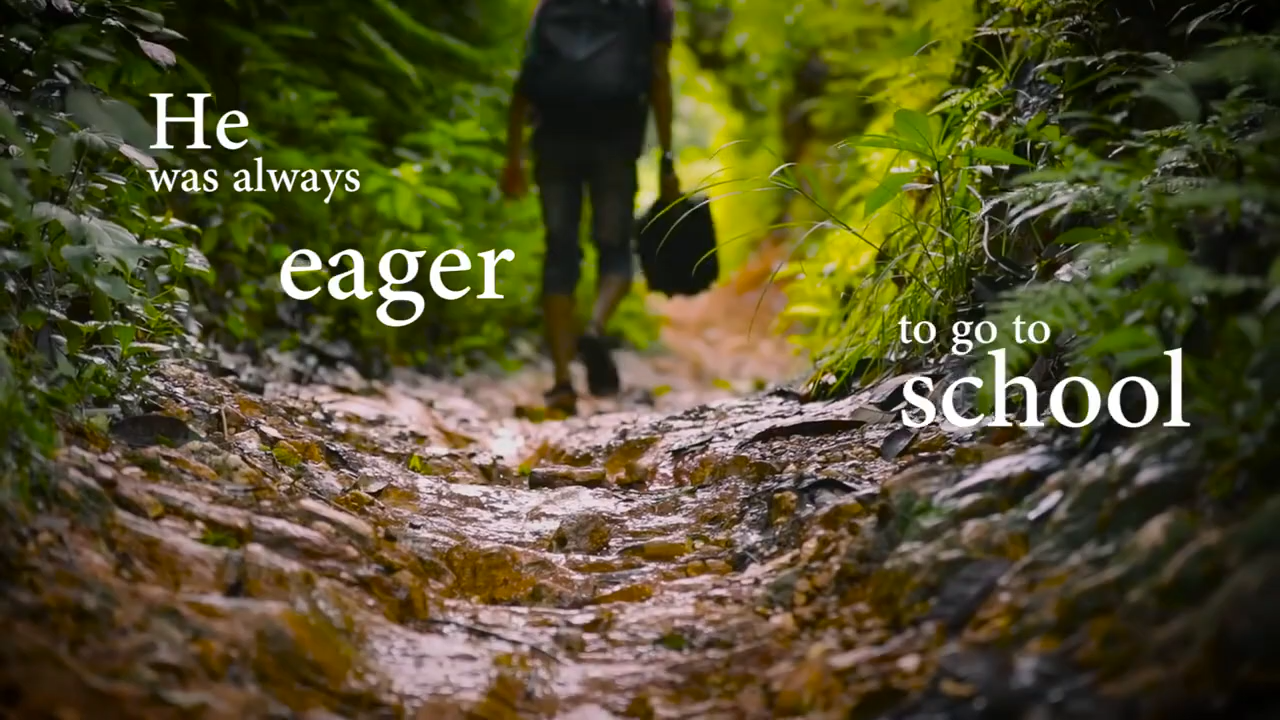 He
was always
eager
to go to
school